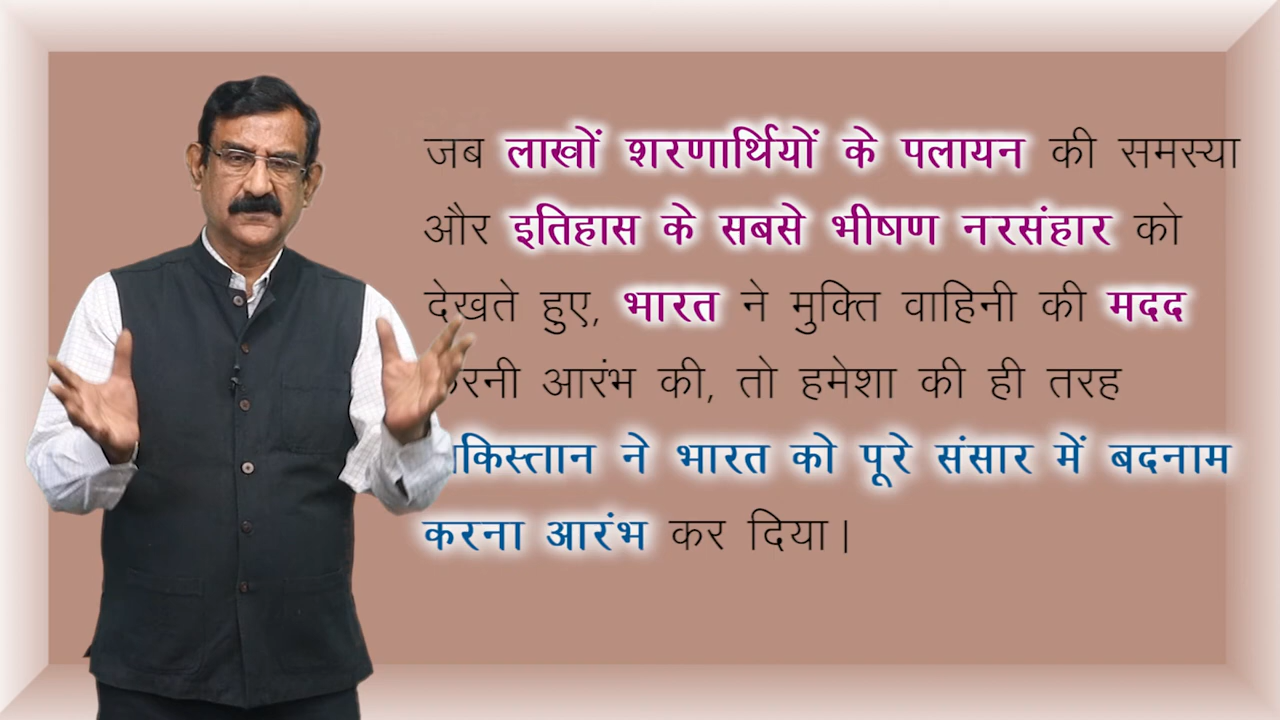 जब लाखों शरणार्थियों के पलायन की समस्या
और इतिहास के सबसे भीषण नरसंहार को
देखते हुए, भारत ने मुक्ति वाहिनी की मदद
करनी आरंभ की, तो हमेशा की ही तरह
पाकिस्तान ने भारत को पूरे संसार में बदनाम
करना आरंभ कर दिया।